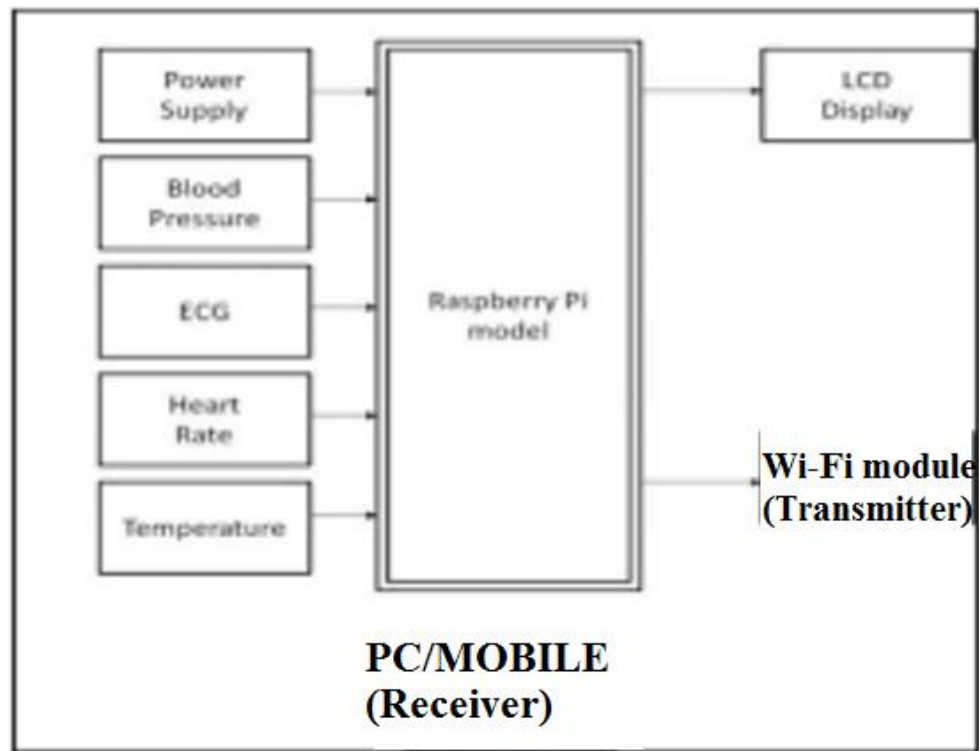 Power
Supply
Blood
Pressure
ECG
Heart
Rate
Temperature
Raspberry Pi
model
LCD
Display
Wi-Fi module
(Transmitter)
PC/MOBILE
(Receiver)